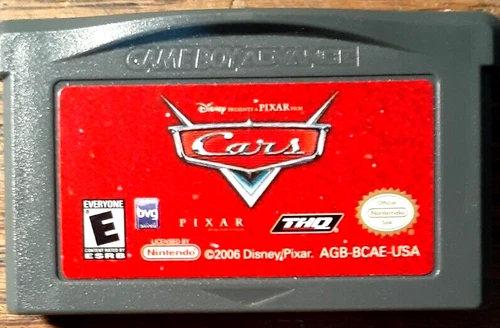 GAME BOY ADVANCE
Disney PRESENTS A PIXAR FILM
Cars
EVERYONE
E
CONTENT RATED BY
ESRB
bvg
PIXAR
THQ
Official
Nintendo
Seal
LICENSED BY
Nintendo
©2006 Disney/Pixar. AGB-BCAE-USA